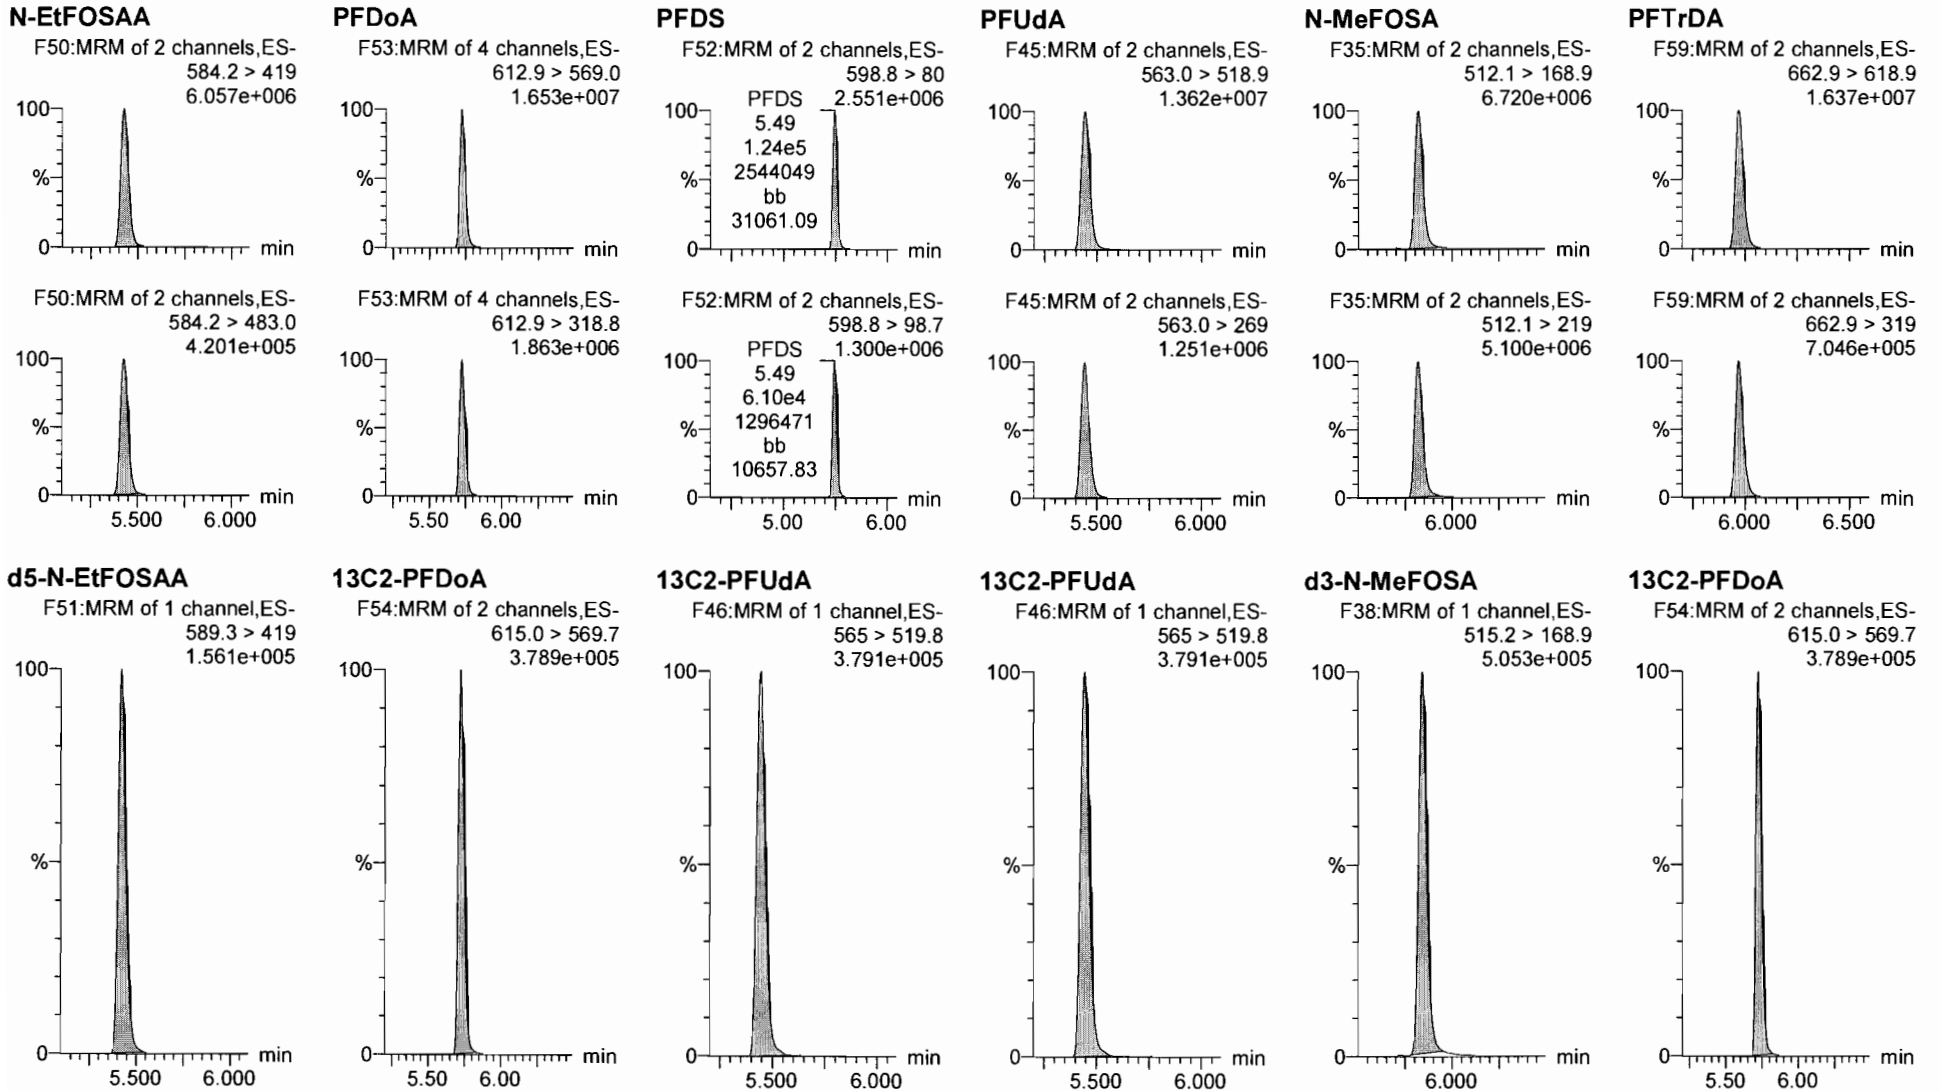 N-EtFOSAA
F50:MRM of 2 channels,ES-
584.2 > 419
6.057e+006
100
%
0
min
F50:MRM of 2 channels,ES-
584.2 > 483.0
4.201e+005
100
%
0
min
5.500 6.000
PFDoA
F53:MRM of 4 channels,ES-
612.9 > 569.0
1.653e+007
100
%
0
min
F53:MRM of 4 channels,ES-
612.9 > 318.8
1.863e+006
100
%
0
min
5.50 6.00
PFDS
F52:MRM of 2 channels,ES-
598.8 > 80
2.551e+006
PFDS
5.49
1.24e5
2544049
bb
31061.09
100
%
0
min
F52:MRM of 2 channels,ES-
598.8 > 98.7
1.300e+006
PFDS
5.49
6.10e4
1296471
bb
10657.83
100
%
0
min
5.00 6.00
PFUdA
F45:MRM of 2 channels,ES-
563.0 > 518.9
1.362e+007
100
%
0
min
F45:MRM of 2 channels,ES-
563.0 > 269
1.251e+006
100
%
0
min
5.500 6.000
N-MeFOSA
F35:MRM of 2 channels,ES-
512.1 > 168.9
6.720e+006
100
%
0
min
F35:MRM of 2 channels,ES-
512.1 > 219
5.100e+006
100
%
0
min
6.000
PFTrDA
F59:MRM of 2 channels,ES-
662.9 > 618.9
1.637e+007
100
%
0
min
F59:MRM of 2 channels,ES-
662.9 > 319
7.046e+005
100
%
0
min
6.000 6.500
d5-N-EtFOSAA
F51:MRM of 1 channel,ES-
589.3 > 419
1.561e+005
100
%
0
min
5.500 6.000
13C2-PFDoA
F54:MRM of 2 channels,ES-
615.0 > 569.7
3.789e+005
100
%
0
min
5.50 6.00
13C2-PFUdA
F46:MRM of 1 channel,ES-
565 > 519.8
3.791e+005
100
%
0
min
5.500 6.000
13C2-PFUdA
F46:MRM of 1 channel,ES-
565 > 519.8
3.791e+005
100
%
0
min
5.500 6.000
d3-N-MeFOSA
F38:MRM of 1 channel,ES-
515.2 > 168.9
5.053e+005
100
%
0
min
6.000
13C2-PFDoA
F54:MRM of 2 channels,ES-
615.0 > 569.7
3.789e+005
100
%
0
min
5.50 6.00